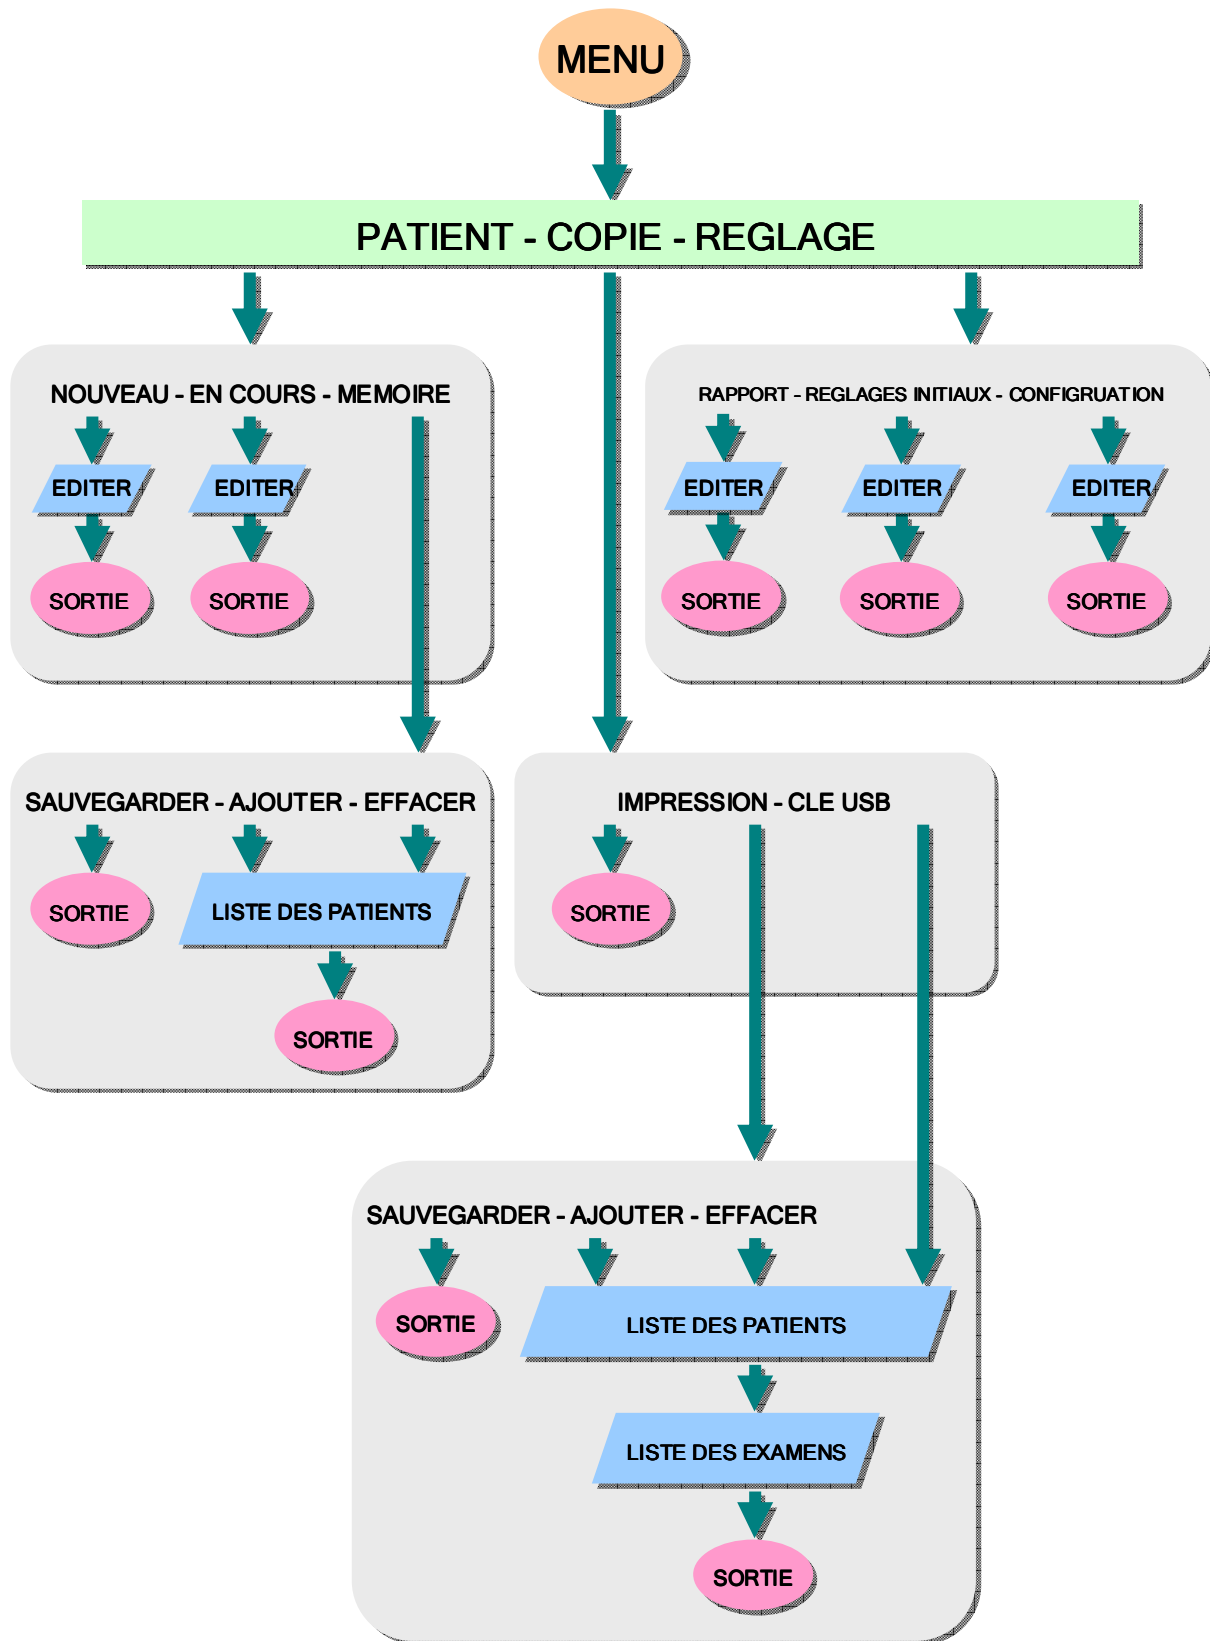 MENU
PATIENT - COPIE - REGLAGE
NOUVEAU - EN COURS - MEMOIRE
EDITER EDITER
SORTIE SORTIE
RAPPORT - REGLAGES INITIAUX - CONFIGRUATION
EDITER EDITER EDITER
SORTIE SORTIE SORTIE
SAUVEGARDER - AJOUTER - EFFACER
SORTIE LISTE DES PATIENTS
SORTIE
IMPRESSION - CLE USB
SORTIE
SAUVEGARDER - AJOUTER - EFFACER
SORTIE LISTE DES PATIENTS
LISTE DES EXAMENS
SORTIE